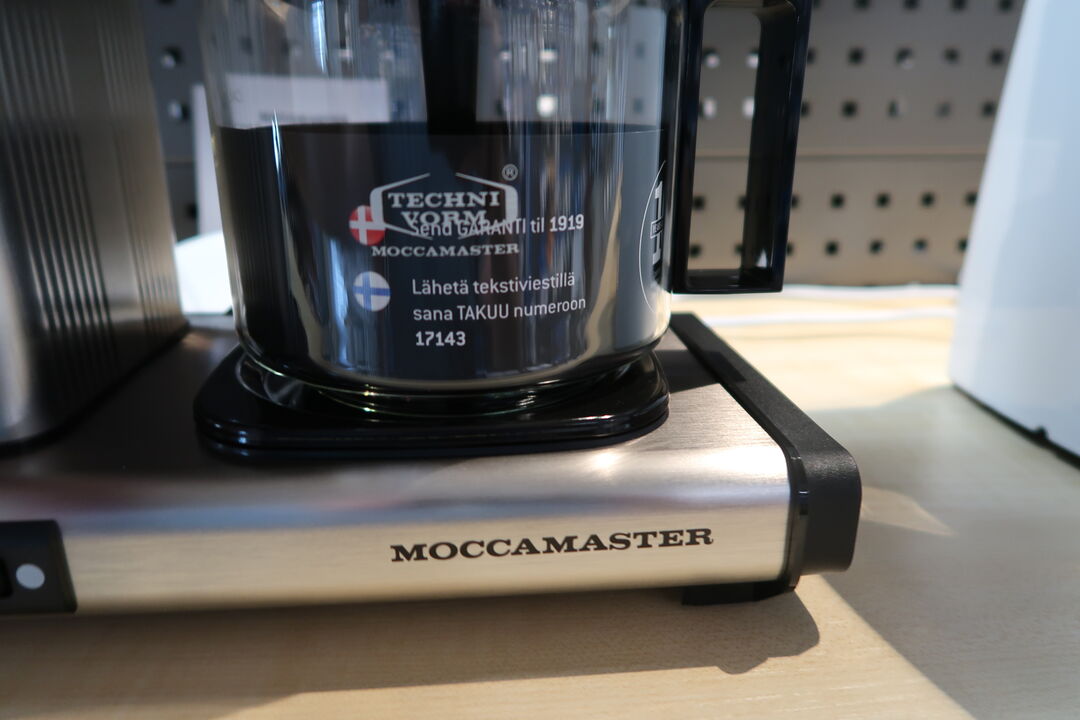 TECHNI
VORM®
MOCCAMASTER
Send GARANTI til 1919
Lähetä tekstiviestillä
sana TAKUU numeroon
17143
MOCCAMASTER